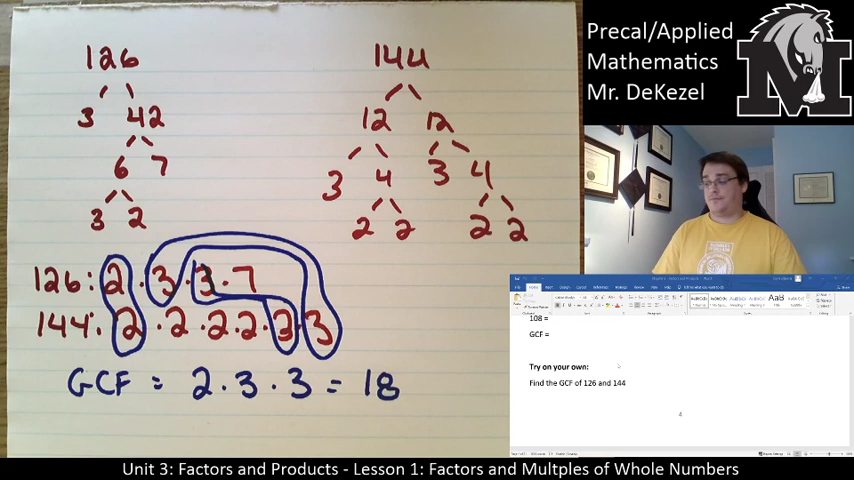 126
3 42
6 7
3 2
144
12 12
3 4 3 4
2 2 2 2
126: 2 · 3 · 3 · 7
144: 2 · 2 · 2 · 2 · 3 · 3
GCF = 2 · 3 · 3 = 18
Precal/Applied
Mathematics
Mr. DeKezel
M
108 =
GCF =
Try on your own:
Find the GCF of 126 and 144
4
Unit 3: Factors and Products - Lesson 1: Factors and Multples of Whole Numbers